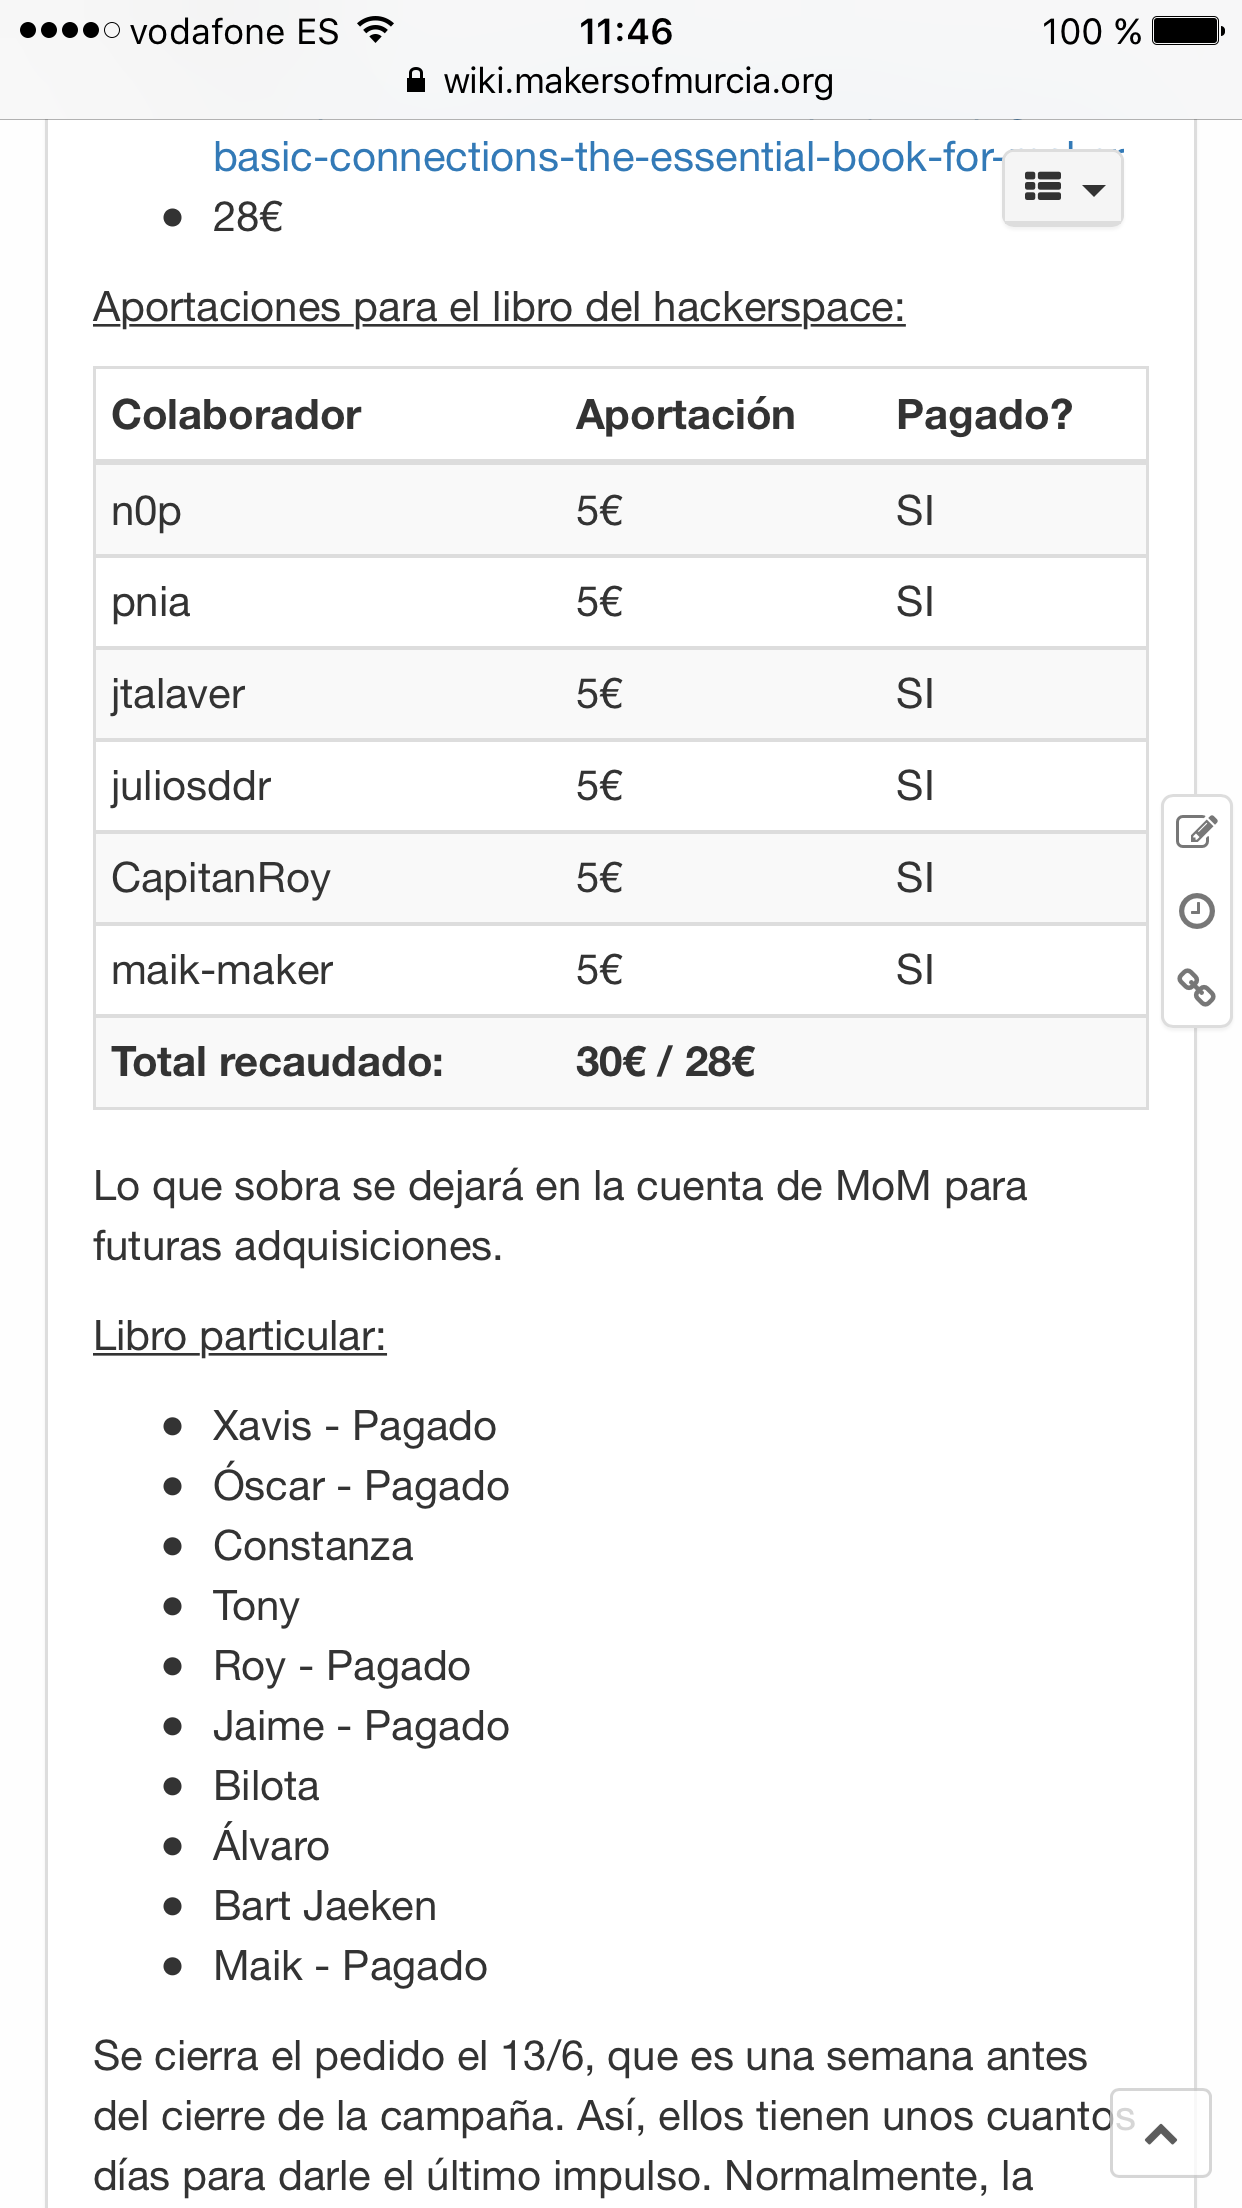 vodafone ES 11:46 100 %
wiki.makersofmurcia.org
basic-connections-the-essential-book-for-
28€
Aportaciones para el libro del hackerspace:
Colaborador Aportación Pagado?
n0p 5€ SI
pnia 5€ SI
jtalaver 5€ SI
juliosddr 5€ SI
CapitanRoy 5€ SI
maik-maker 5€ SI
Total recaudado: 30€ / 28€
Lo que sobra se dejará en la cuenta de MoM para
futuras adquisiciones.
Libro particular:
Xavis - Pagado
Óscar - Pagado
Constanza
Tony
Roy - Pagado
Jaime - Pagado
Bilota
Álvaro
Bart Jaeken
Maik - Pagado
Se cierra el pedido el 13/6, que es una semana antes
del cierre de la campaña. Así, ellos tienen unos cuantos
días para darle el último impulso. Normalmente, la